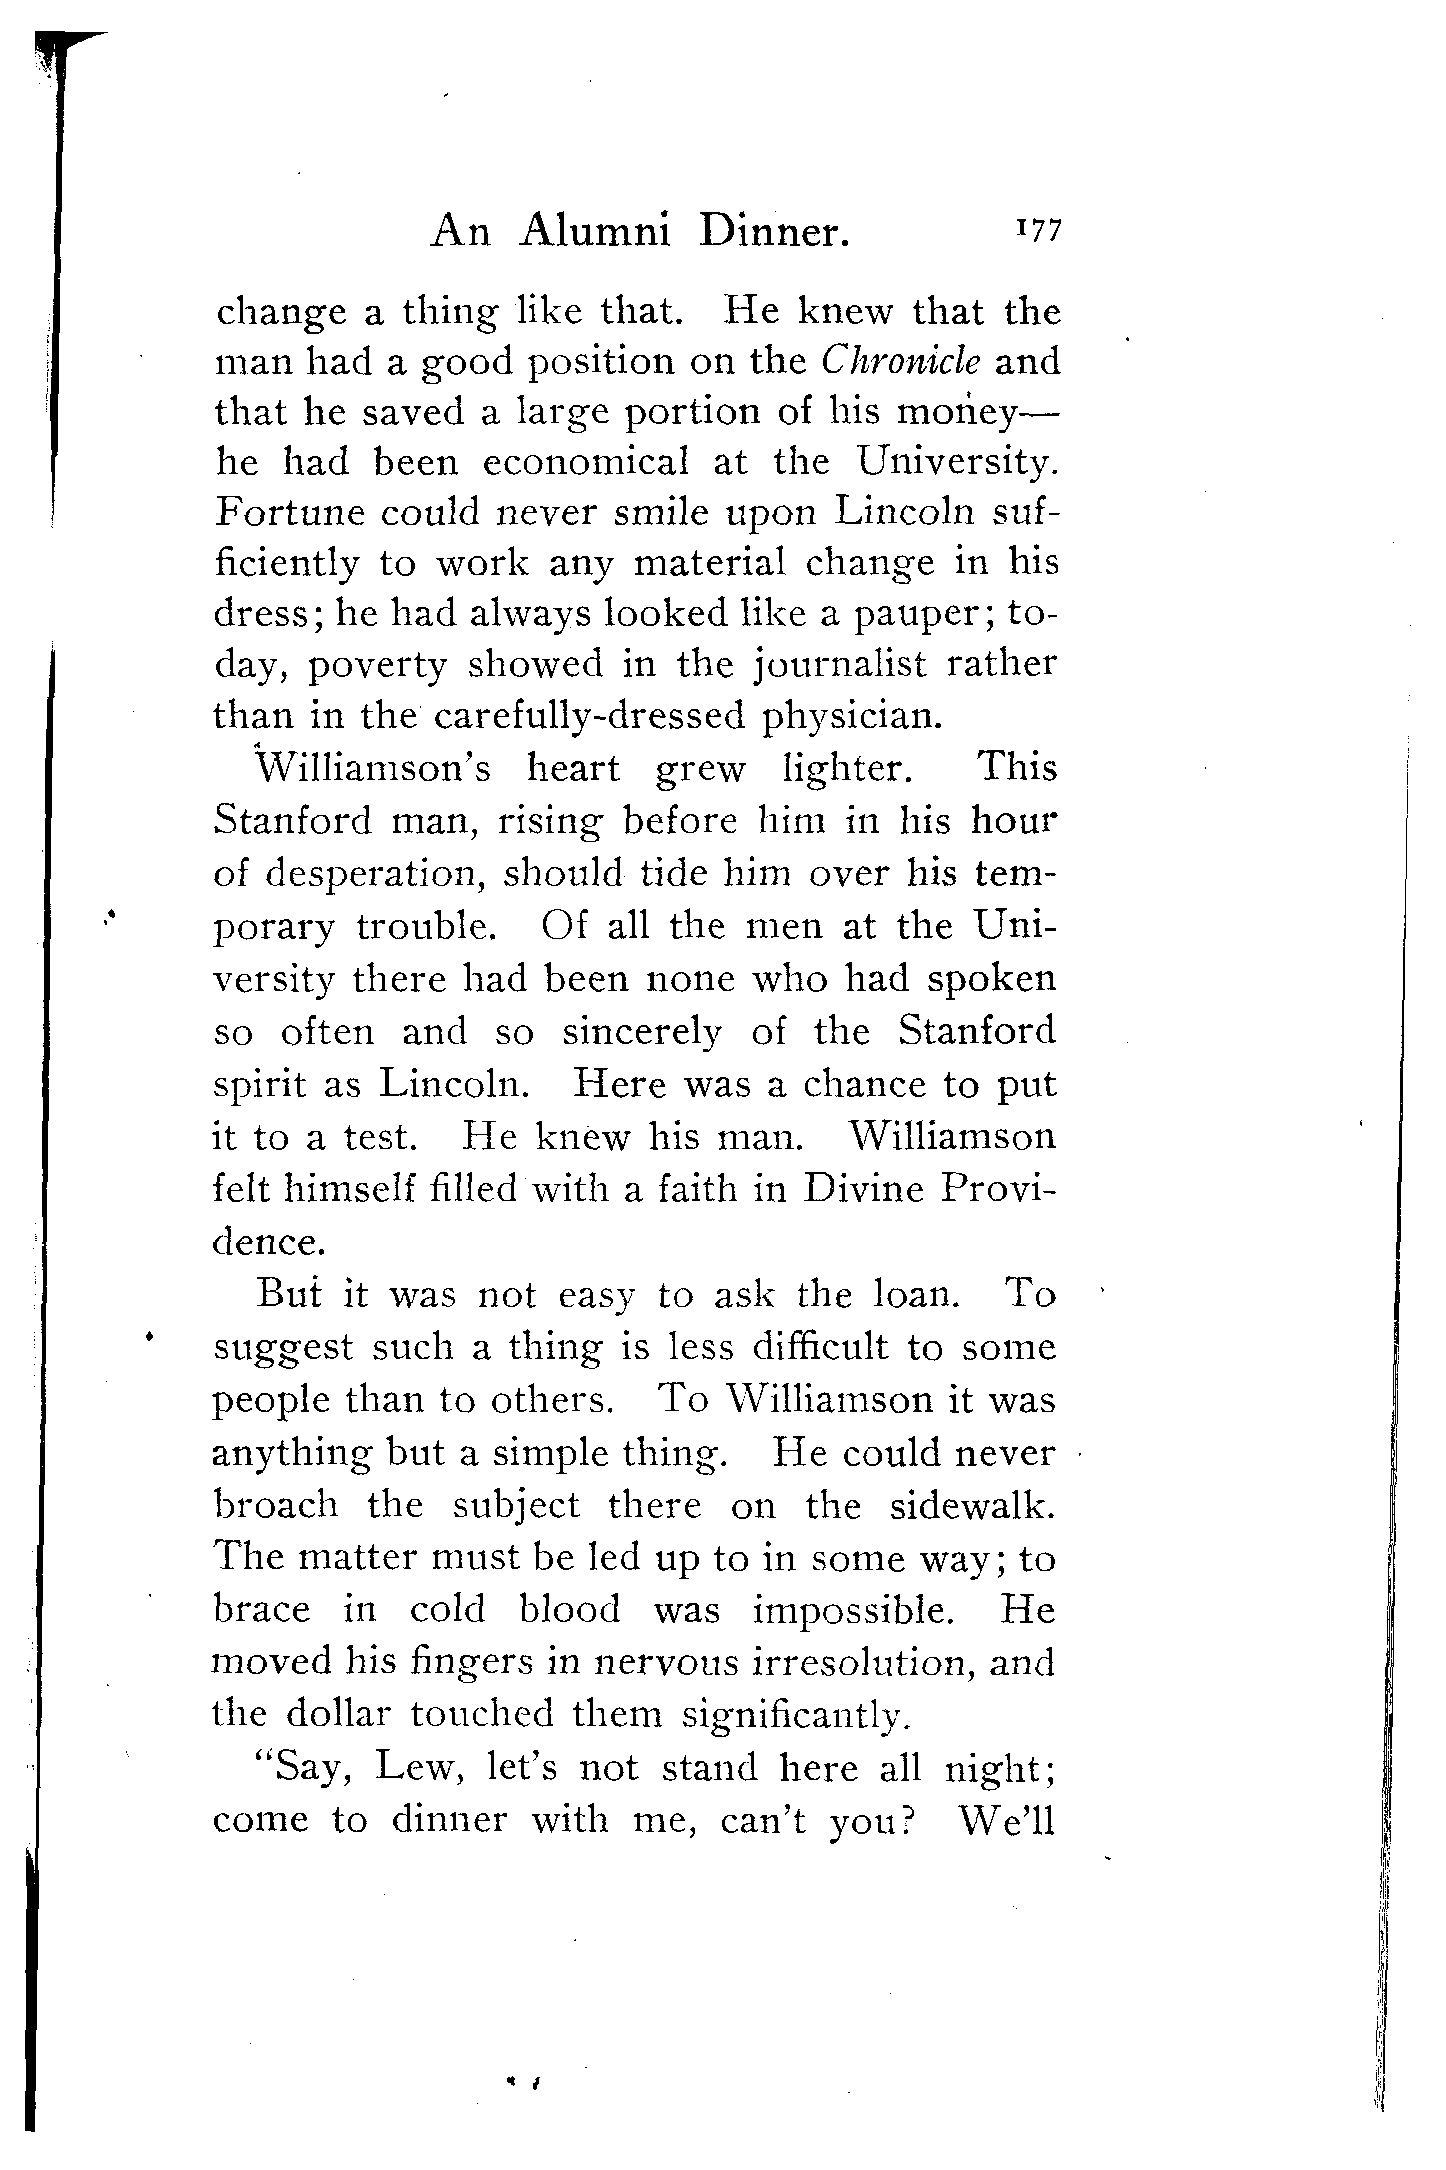 An Alumni Dinner. 177
change a thing like that. He knew that the
man had a good position on the Chronicle and
that he saved a large portion of his money—
he had been economical at the University.
Fortune could never smile upon Lincoln suf-
ficiently to work any material change in his
dress; he had always looked like a pauper; to-
day, poverty showed in the journalist rather
than in the carefully-dressed physician.
Williamson's heart grew lighter. This
Stanford man, rising before him in his hour
of desperation, should tide him over his tem-
porary trouble. Of all the men at the Uni-
versity there had been none who had spoken
so often and so sincerely of the Stanford
spirit as Lincoln. Here was a chance to put
it to a test. He knew his man. Williamson
felt himself filled with a faith in Divine Provi-
dence.
But it was not easy to ask the loan. To
suggest such a thing is less difficult to some
people than to others. To Williamson it was
anything but a simple thing. He could never
broach the subject there on the sidewalk.
The matter must be led up to in some way; to
brace in cold blood was impossible. He
moved his fingers in nervous irresolution, and
the dollar touched them significantly.
"Say, Lew, let's not stand here all night;
come to dinner with me, can't you? We'll